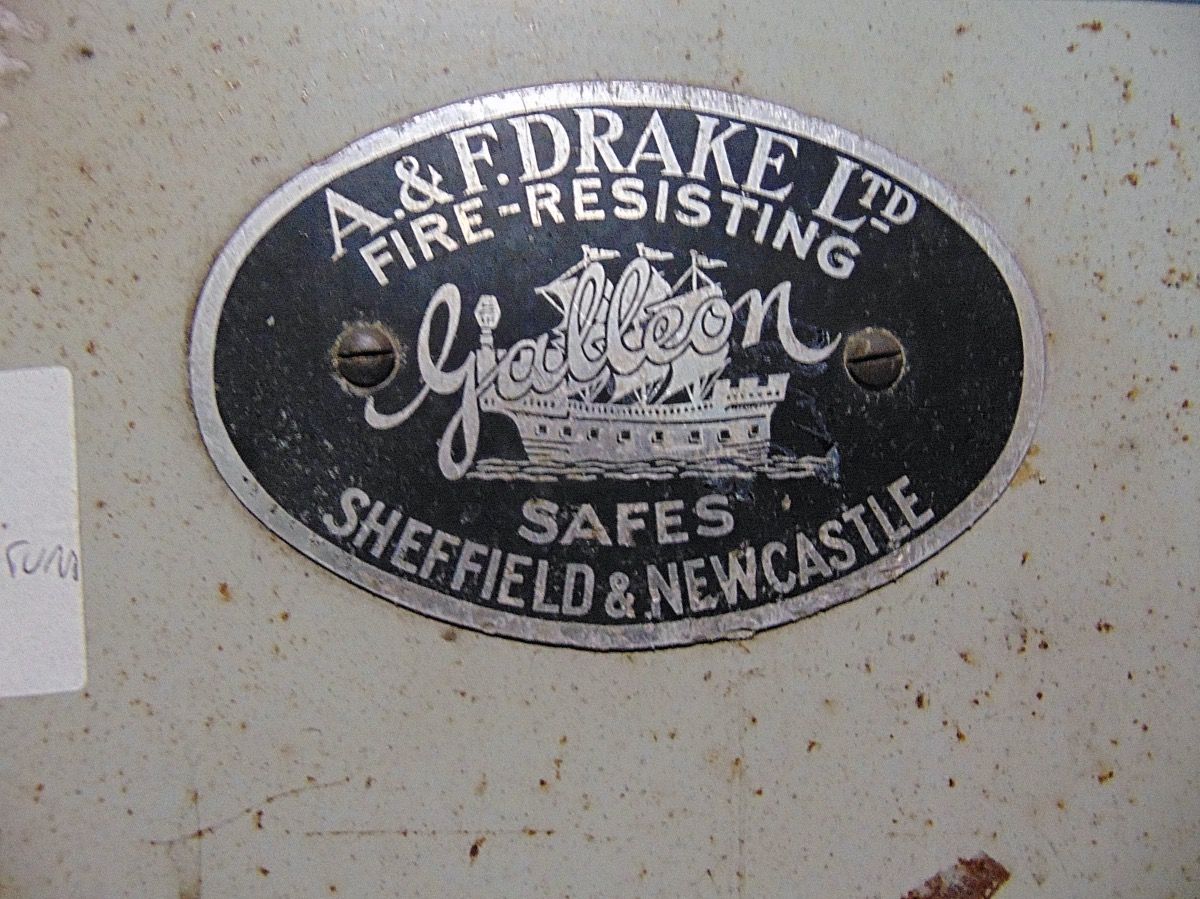 A. & F. DRAKE LTD
FIRE-RESISTING
Galleon
SAFES
SHEFFIELD & NEWCASTLE